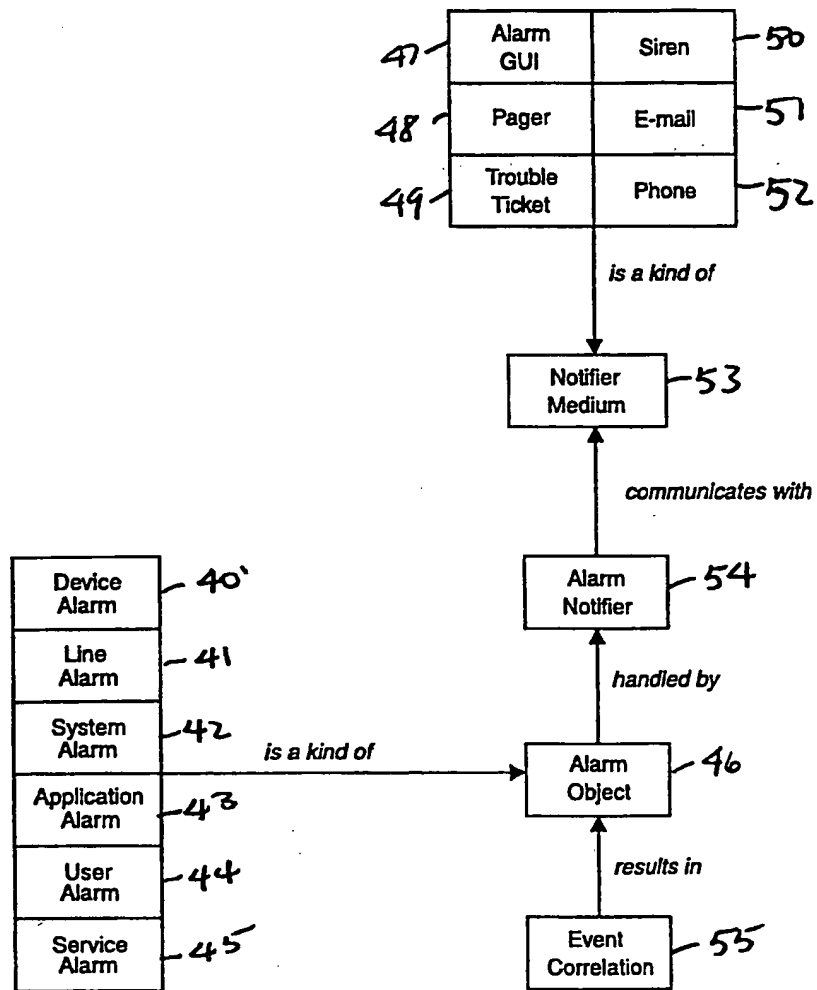 47
Alarm
GUI
Siren
50
48
Pager
E-mail
51
49
Trouble
Ticket
Phone
52
is a kind of
Notifier
Medium
53
communicates with
Device
Alarm
40
Line
Alarm
41
System
Alarm
42
Application
Alarm
43
User
Alarm
44
Service
Alarm
45
is a kind of
Alarm
Notifier
54
handled by
Alarm
Object
46
results in
Event
Correlation
55